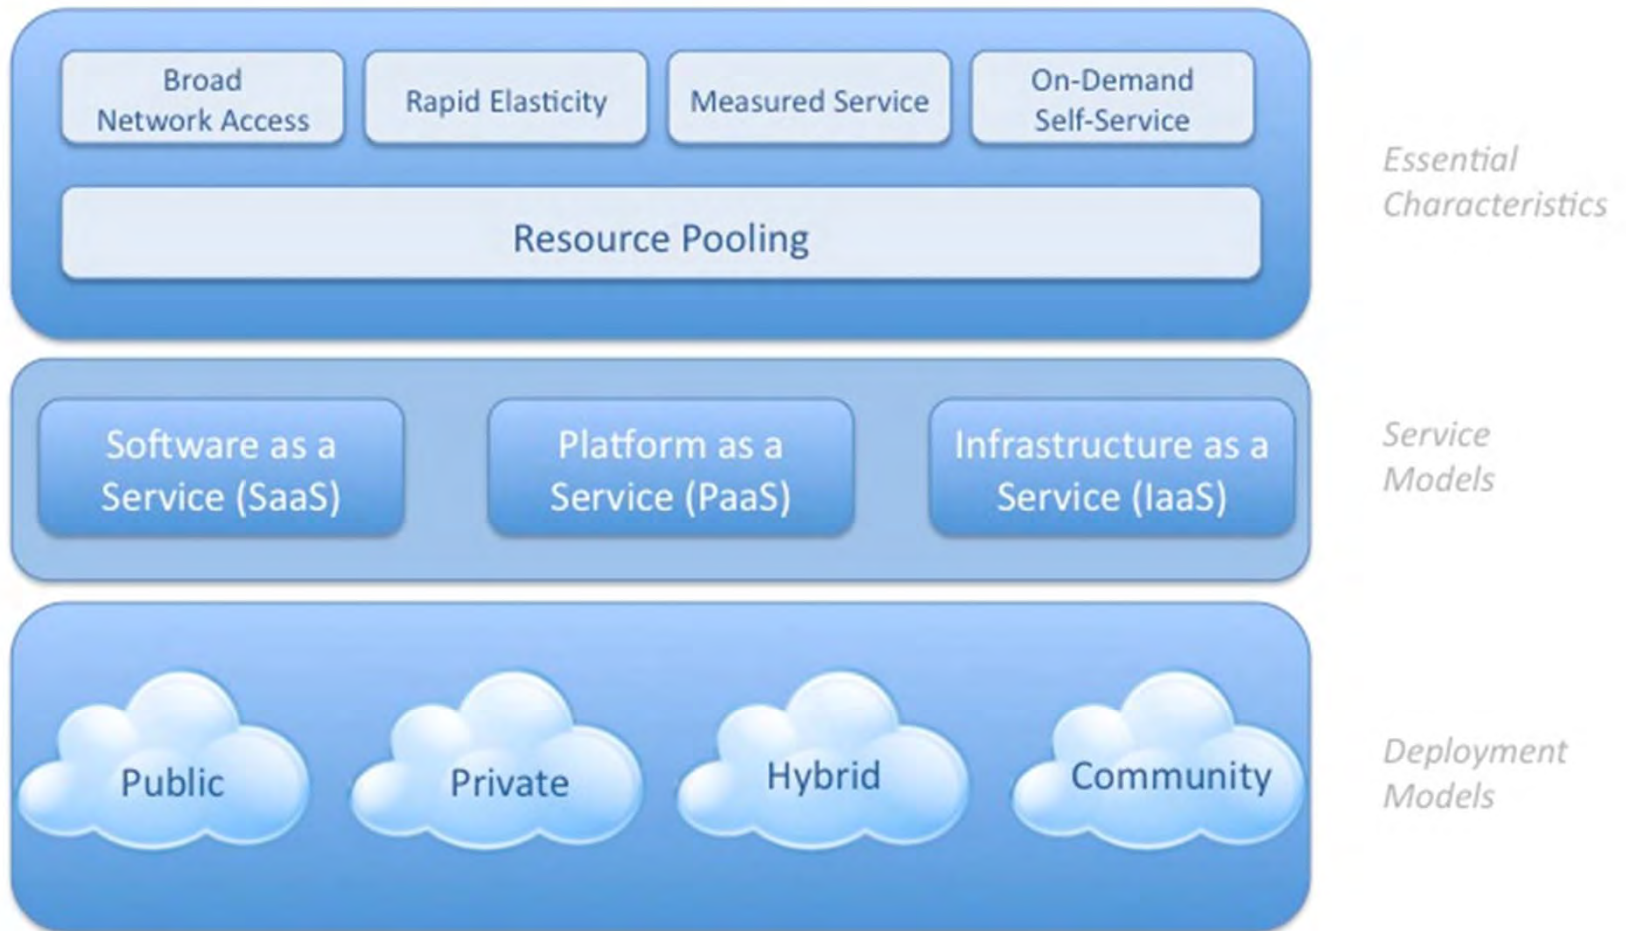 Broad
Network Access
Rapid Elasticity
Measured Service
On-Demand
Self-Service
Resource Pooling
Essential
Characteristics
Software as a
Service (SaaS)
Platform as a
Service (PaaS)
Infrastructure as a
Service (IaaS)
Service
Models
Public
Private
Hybrid
Community
Deployment
Models